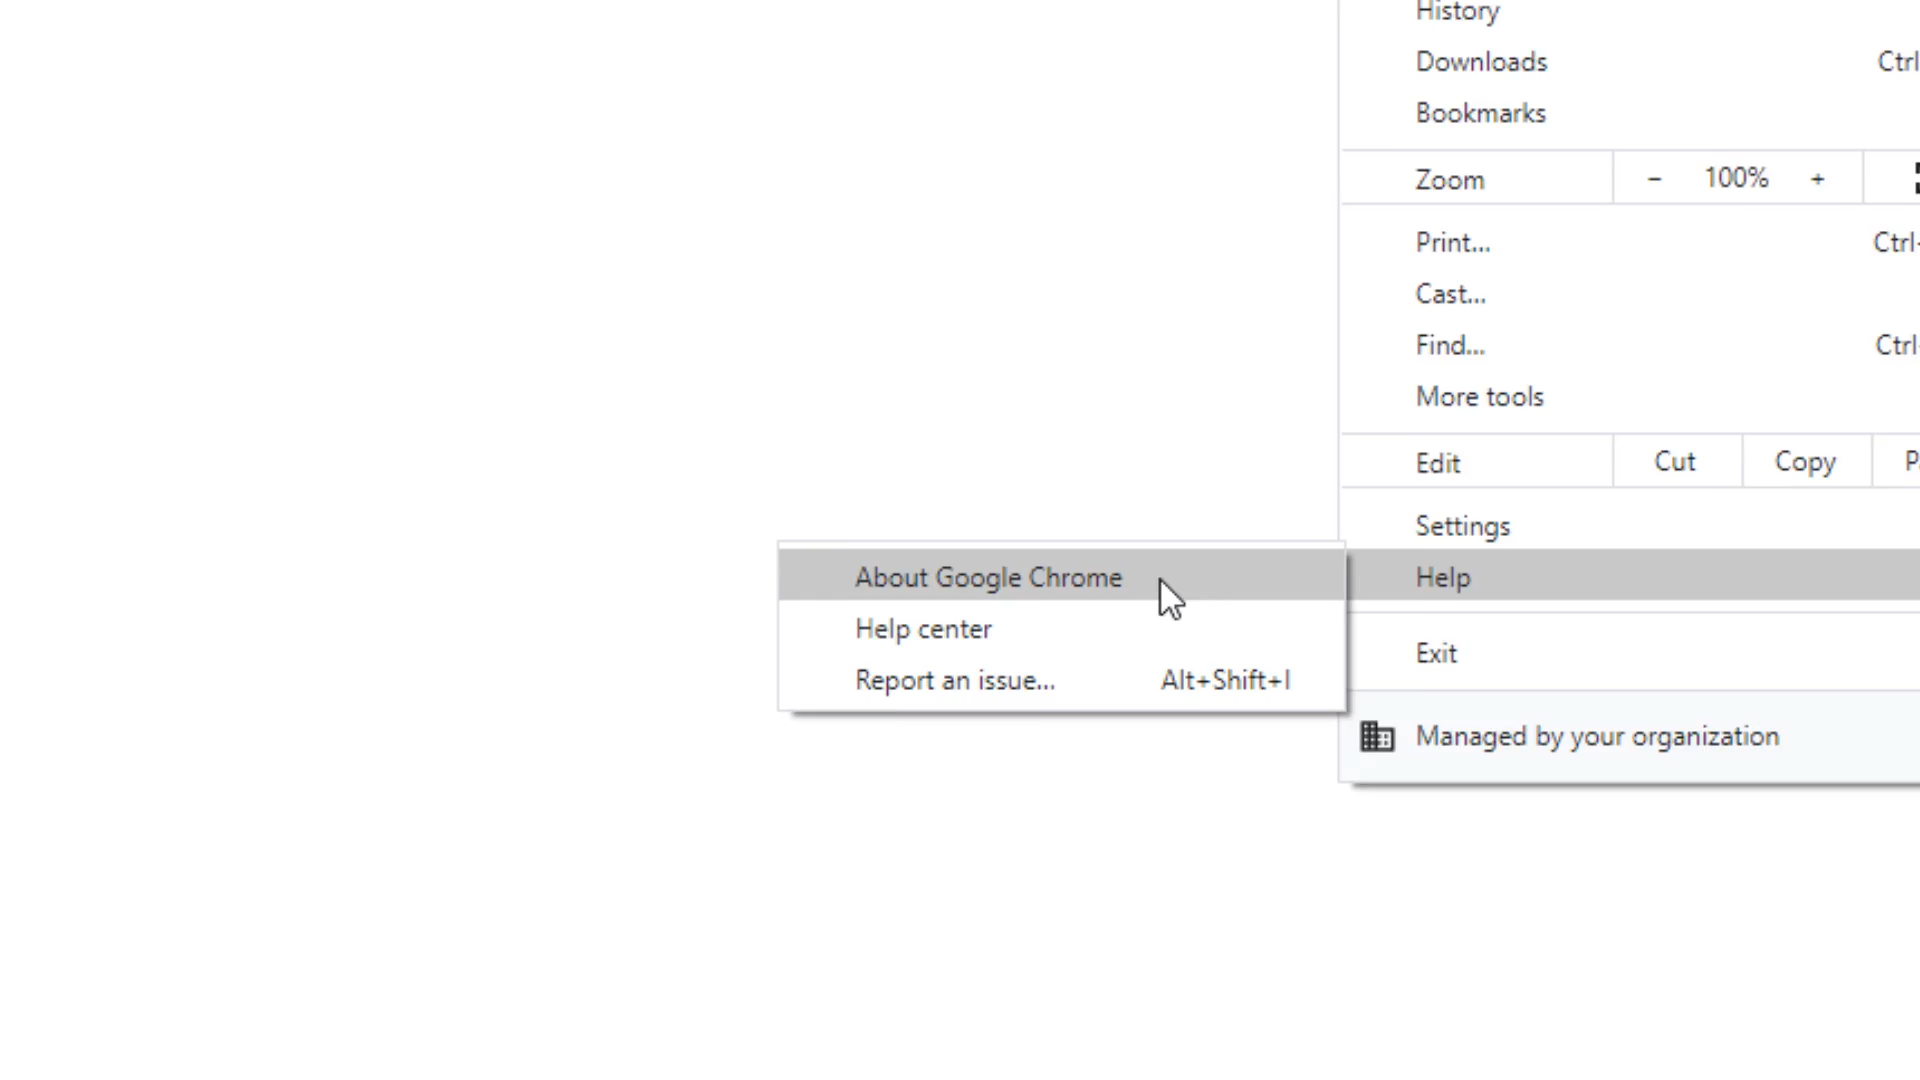 History
Downloads Ctrl
Bookmarks
Zoom - 100% +
Print... Ctrl
Cast...
Find... Ctrl
More tools
Edit Cut Copy
Settings
Help
About Google Chrome
Help center
Report an issue... Alt+Shift+I
Exit
Managed by your organization